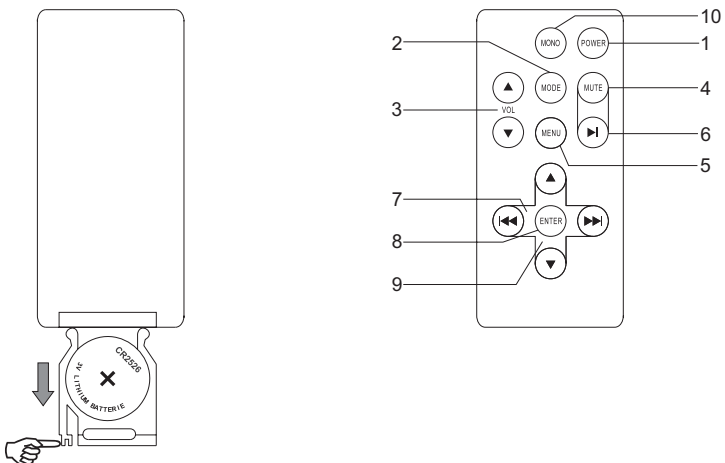 CR2526
3V LITHIUM BATTERIE
10
MONO POWER
1
2
MODE MUTE
4
3
VOL
6
MENU
5
7
ENTER
8
9